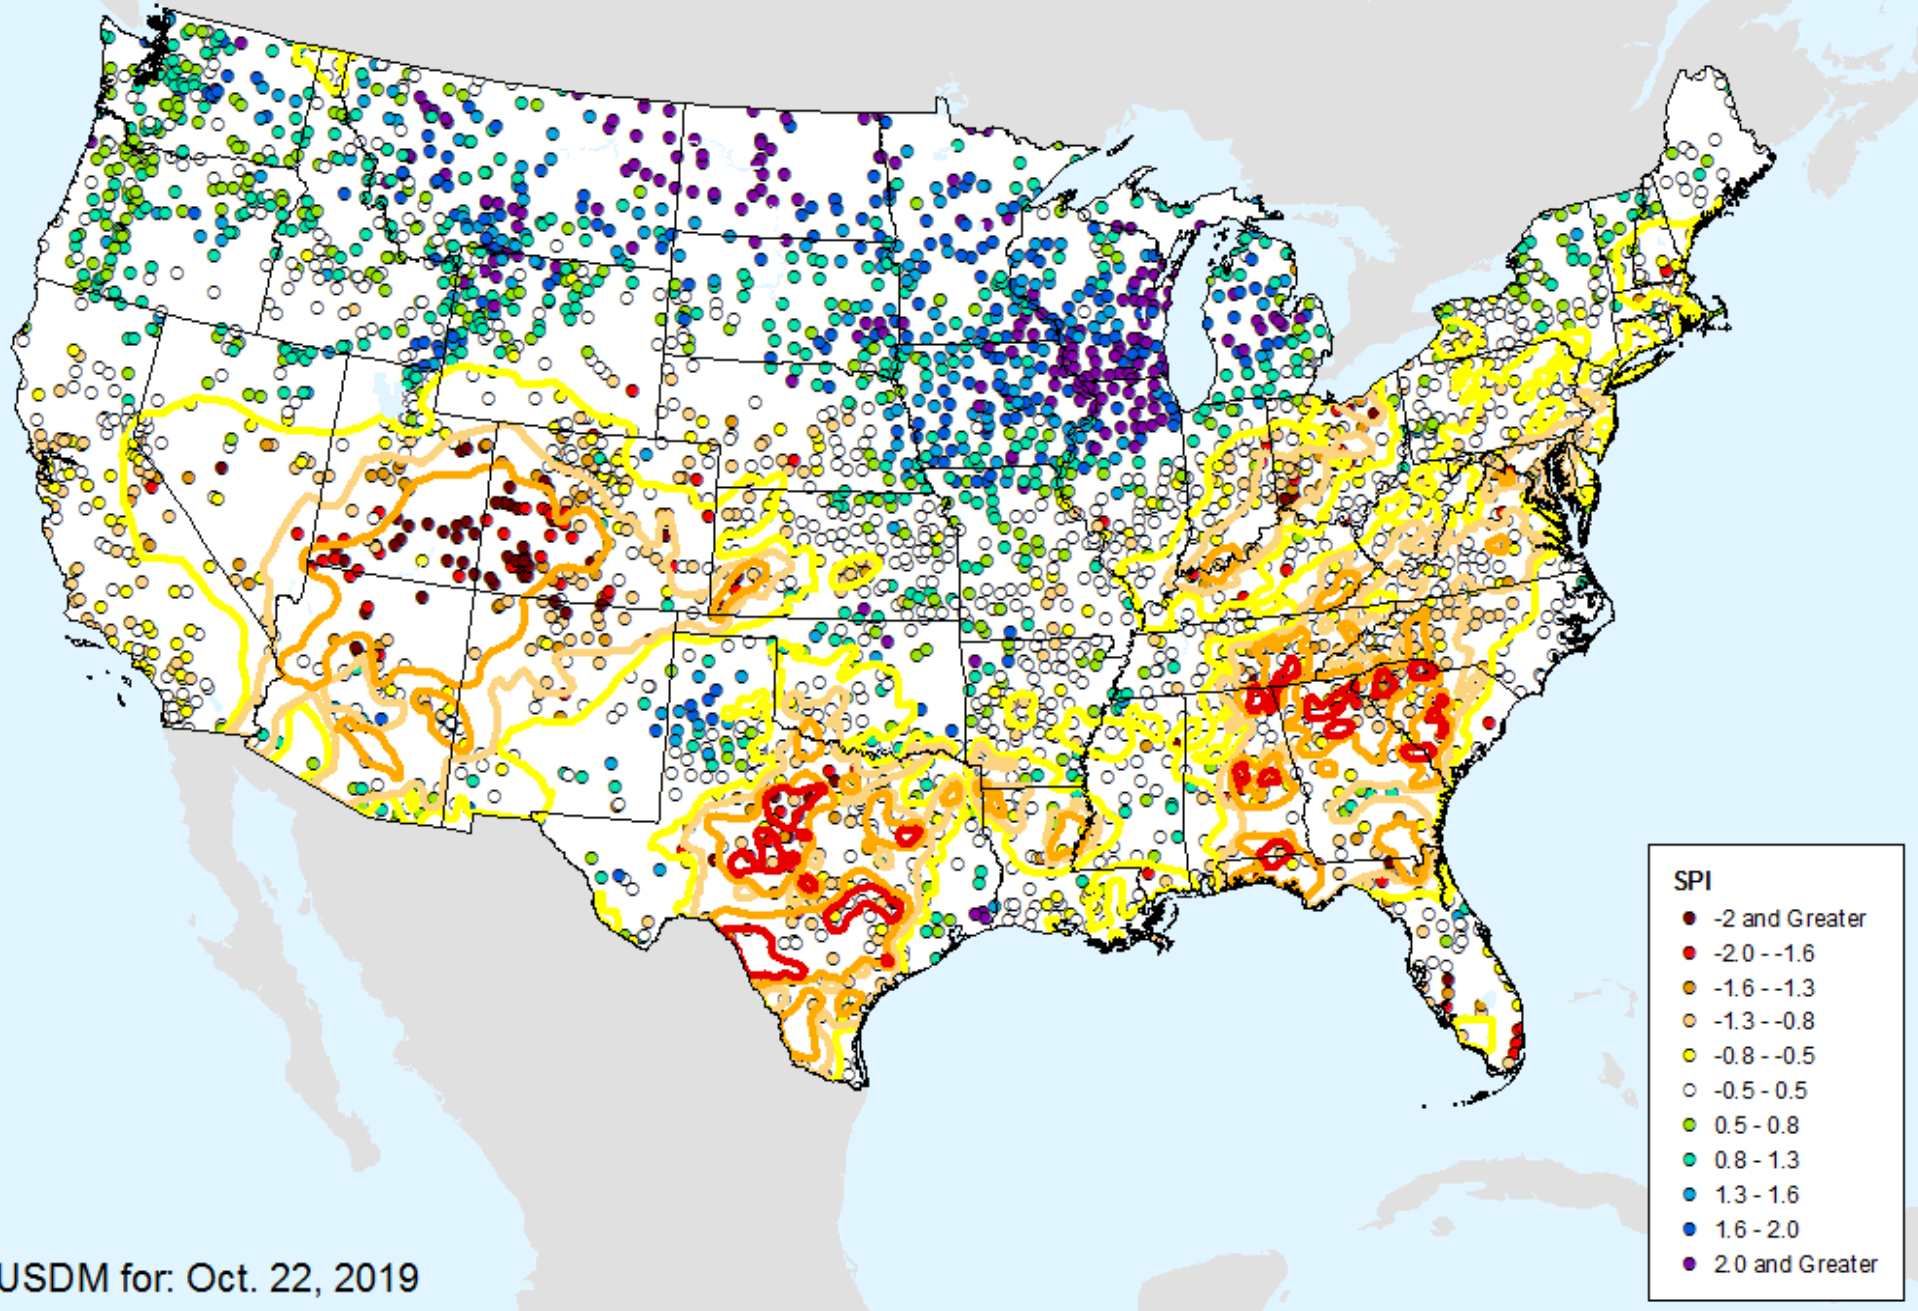 SPI
-2 and Greater
-2.0 - -1.6
-1.6 - -1.3
-1.3 - -0.8
-0.8 - -0.5
-0.5 - 0.5
0.5 - 0.8
0.8 - 1.3
1.3 - 1.6
1.6 - 2.0
2.0 and Greater
USDM for: Oct. 22, 2019